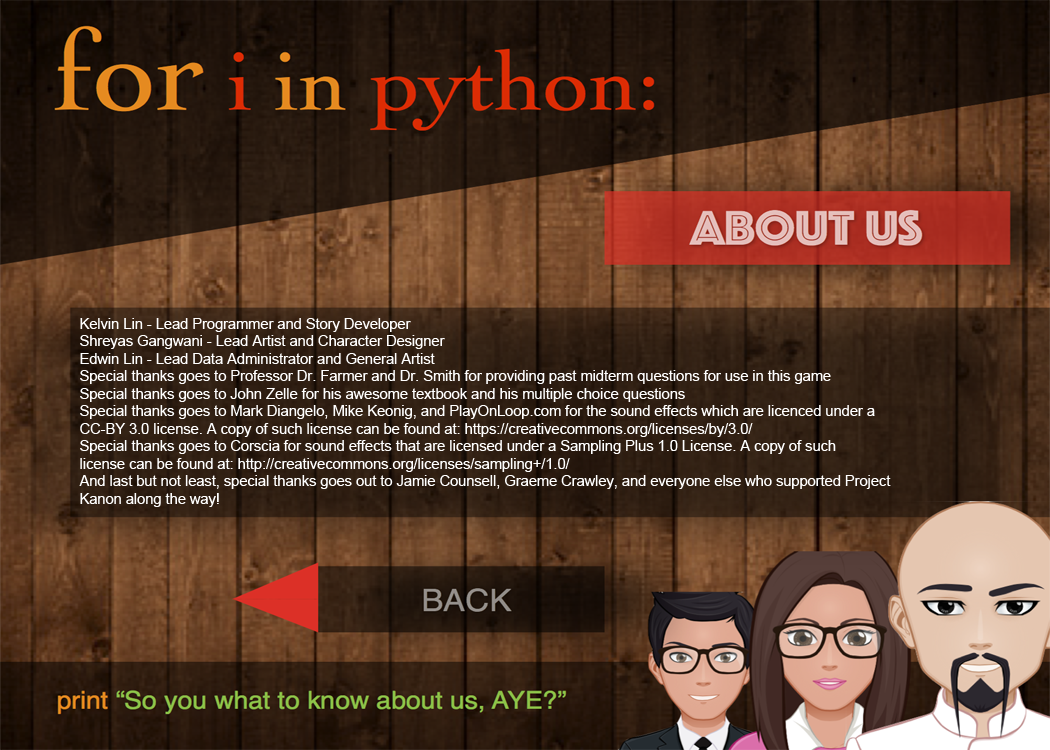 for i in python:
ABOUT US
Kelvin Lin - Lead Programmer and Story Developer
Shreyas Gangwani - Lead Artist and Character Designer
Edwin Lin - Lead Data Administrator and General Artist
Special thanks goes to Professor Dr. Farmer and Dr. Smith for providing past midterm questions for use in this game
Special thanks goes to John Zelle for his awesome textbook and his multiple choice questions
Special thanks goes to Mark Diangelo, Mike Keonig, and PlayOnLoop.com for the sound effects which are licenced under a
CC-BY 3.0 license. A copy of such license can be found at: https://creativecommons.org/licenses/by/3.0/
Special thanks goes to Corscia for sound effects that are licensed under a Sampling Plus 1.0 License. A copy of such
license can be found at: http://creativecommons.org/licenses/sampling+/1.0/
And last but not least, special thanks goes out to Jamie Counsell, Graeme Crawley, and everyone else who supported Project
Kanon along the way!
BACK
print “So you what to know about us, AYE?”